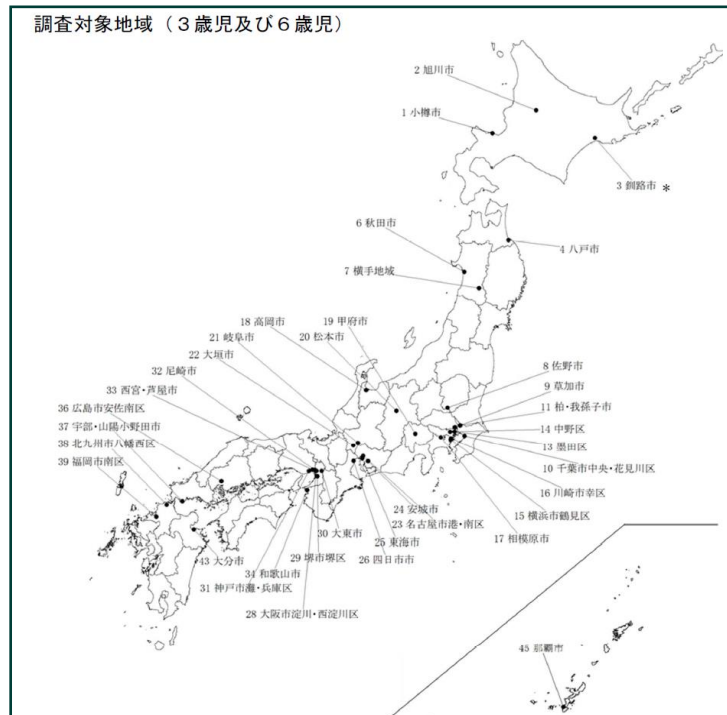 調査対象地域（３歳児及び６歳児）
2 旭川市
1 小樽市
3 釧路市 *
6 秋田市
4 八戸市
7 横手地域
19 甲府市
18 高岡市
20 松本市
21 岐阜市
22 大垣市
8 佐野市
32 尼崎市
9 草加市
33 西宮・芦屋市
11 柏・我孫子市
36 広島市安佐南区
14 中野区
37 宇部・山陽小野田市
13 墨田区
38 北九州市八幡西区
10 千葉市中央・花見川区
39 福岡市南区
16 川崎市幸区
24 安城市
15 横浜市鶴見区
23 名古屋市港・南区
30 大東市
25 東海市
17 相模原市
29 堺市堺区
26 四日市市
43 大分市
34 和歌山市
31 神戸市灘・兵庫区
28 大阪市淀川・西淀川区
45 那覇市